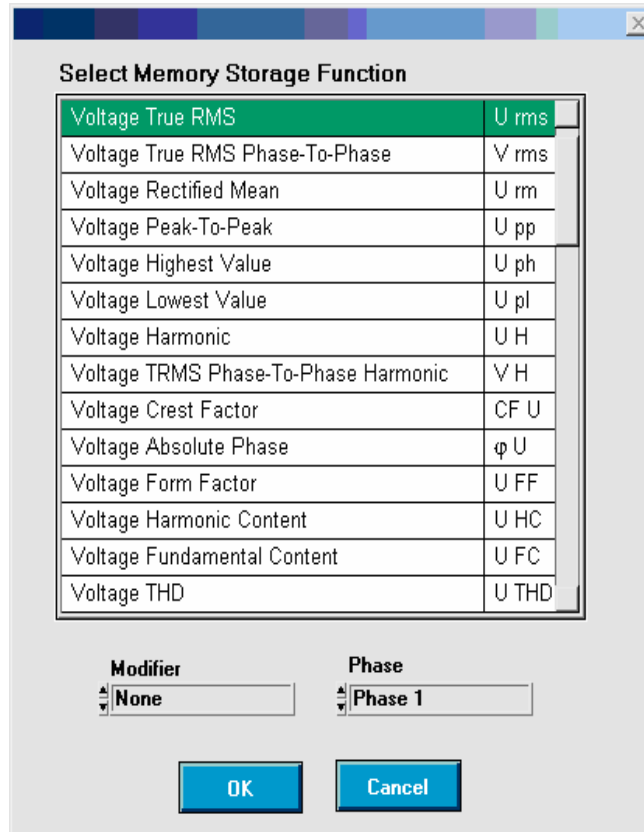 Select Memory Storage Function
Voltage True RMS U rms
Voltage True RMS Phase-To-Phase V rms
Voltage Rectified Mean U rm
Voltage Peak-To-Peak U pp
Voltage Highest Value U ph
Voltage Lowest Value U pl
Voltage Harmonic U H
Voltage TRMS Phase-To-Phase Harmonic V H
Voltage Crest Factor CF U
Voltage Absolute Phase φ U
Voltage Form Factor U FF
Voltage Harmonic Content U HC
Voltage Fundamental Content U FC
Voltage THD U THD
Modifier Phase
None Phase 1
OK Cancel